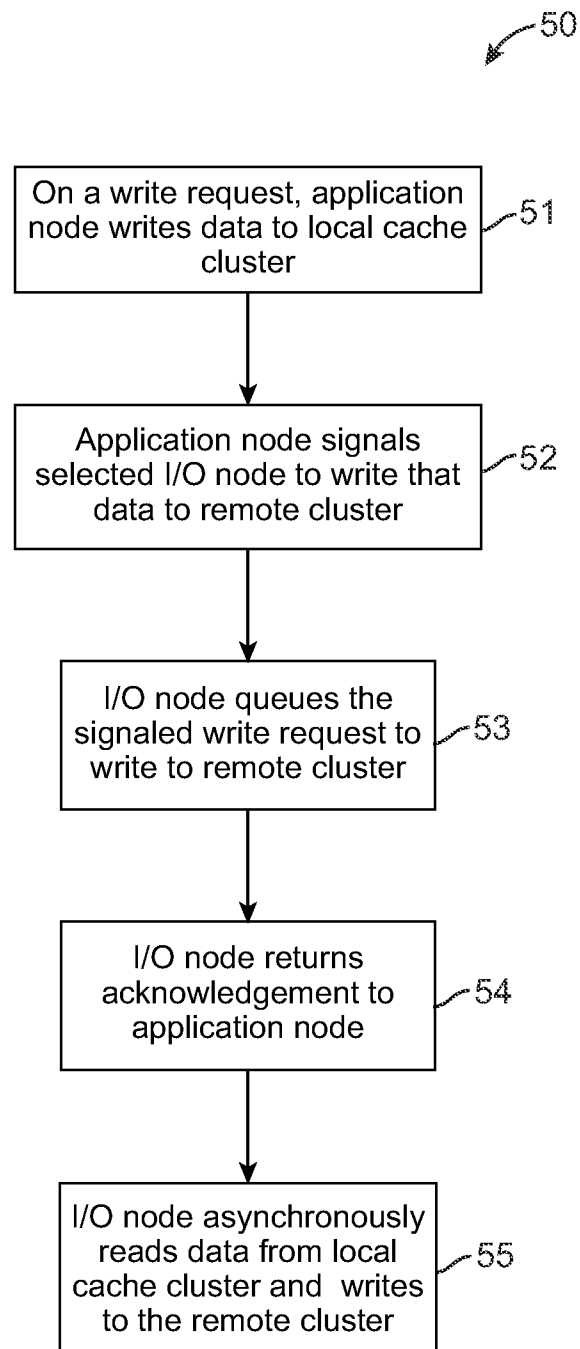 50
On a write request, application
node writes data to local cache
cluster
51
Application node signals
selected I/O node to write that
data to remote cluster
52
I/O node queues the
signaled write request to
write to remote cluster
53
I/O node returns
acknowledgement to
application node
54
I/O node asynchronously
reads data from local
cache cluster and writes
to the remote cluster
55